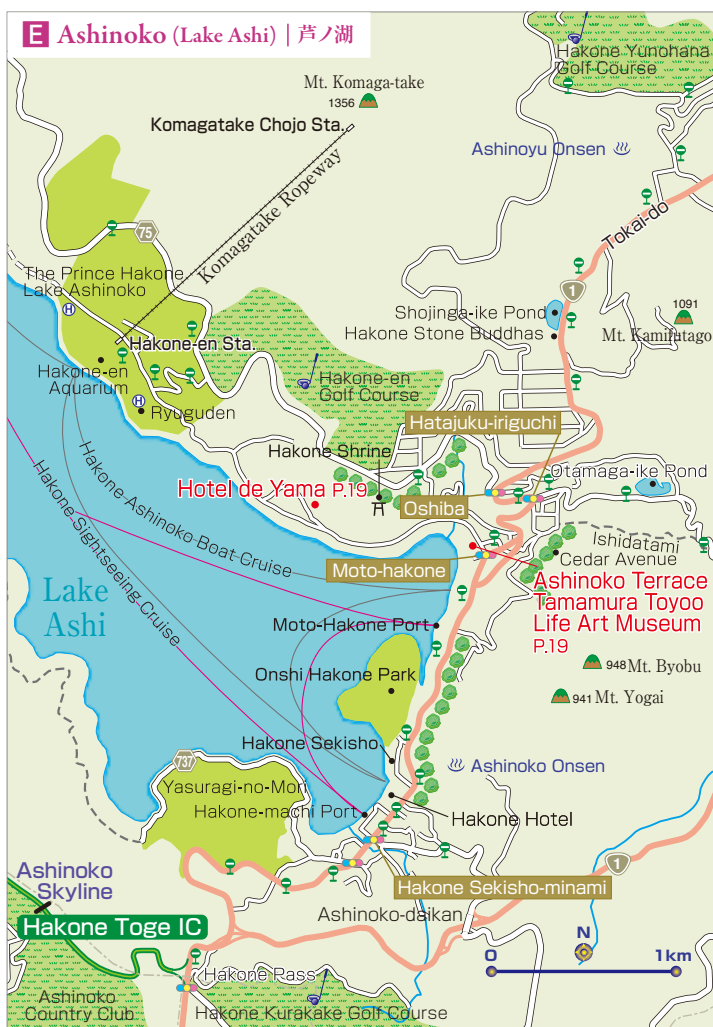 E Ashinoko (Lake Ashi) | 芦ノ湖
Hakone Yunohana
Golf Course
Mt. Komaga-take
1356
Komagatake Chojo Sta.
Ashinoyu Onsen
Komagatake Ropeway
Tokai-do
75
The Prince Hakone
Lake Ashinoko
H
1
Shojinga-ike Pond
Hakone Stone Buddhas
1091
Mt. Kamifutago
Hakone-en Sta.
Hakone-en
Aquarium
H
Ryuguden
Hakone-en
Golf Course
Hatajuku-iriguchi
Hakone Shrine
Hotel de Yama P.19
Oshiba
Otamaga-ike Pond
Hakone-Ashinoko-Boat-Cruise
Hakone-Sightseeing-Cruise
Ishidatami
Cedar Avenue
Moto-hakone
Ashinoko Terrace
Tamamura Toyoo
Life Art Museum
P.19
Lake
Ashi
Moto-Hakone Port
948 Mt. Byobu
Onshi Hakone Park
941 Mt. Yogai
Hakone Sekisho
737
Ashinoko Onsen
Yasuragi-no-Mori
Hakone-machi Port
Hakone Hotel
Ashinoko
Skyline
1
Hakone Sekisho-minami
Hakone Toge IC
Ashinoko-daikan
N
0 1km
Hakone Pass
Ashinoko
Country Club
Hakone Kurakake Golf Course